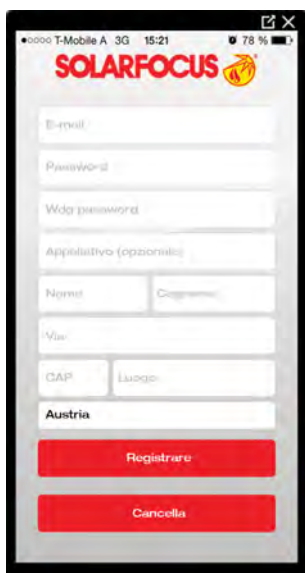 T-Mobile A 3G 15:21 78 %
SOLARFOCUS
E-mail
Password
Wdg password
Appellativo (opzionale)
Nome Cognome
Via
CAP Luogo
Austria
Registrare
Cancella